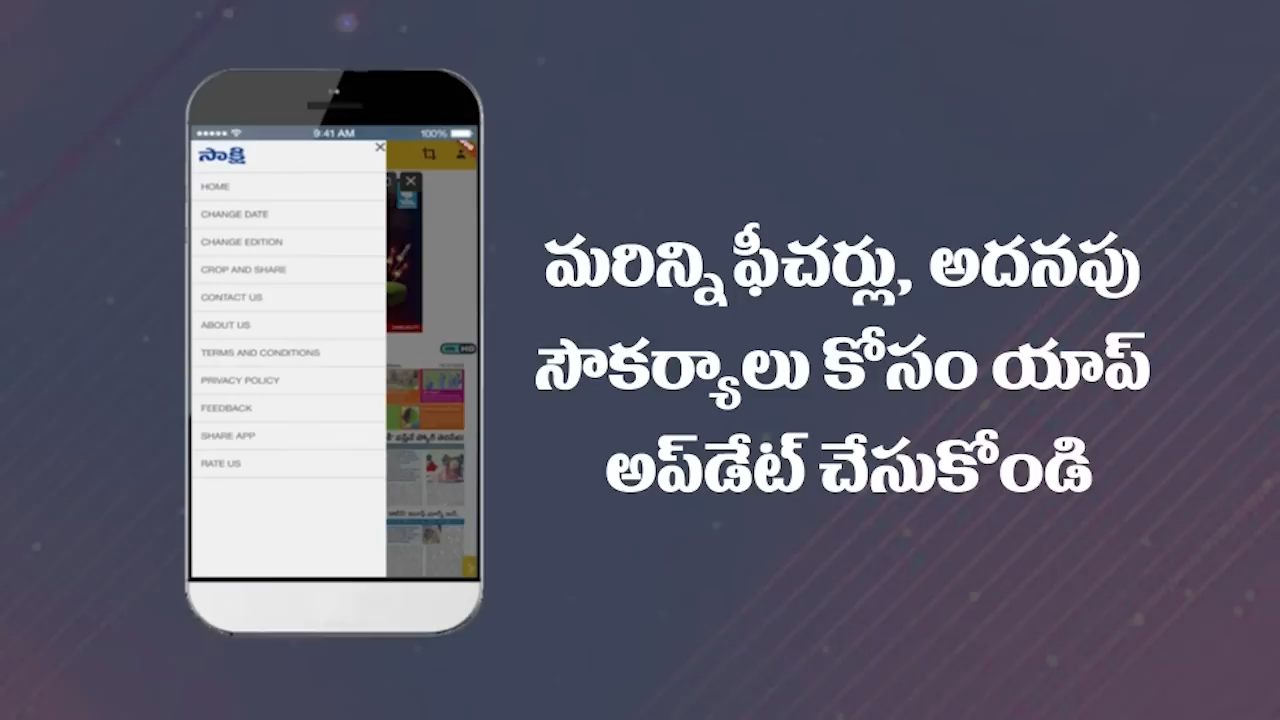 9:41 AM
100%
సాక్షి
HOME
CHANGE DATE
CHANGE EDITION
CROP AND SHARE
CONTACT US
ABOUT US
TERMS AND CONDITIONS
PRIVACY POLICY
FEEDBACK
SHARE APP
RATE US
HD
మరిన్ని ఫీచర్లు, అదనపు
సౌకర్యాలు కోసం యాప్
అప్‌డేట్ చేసుకోండి